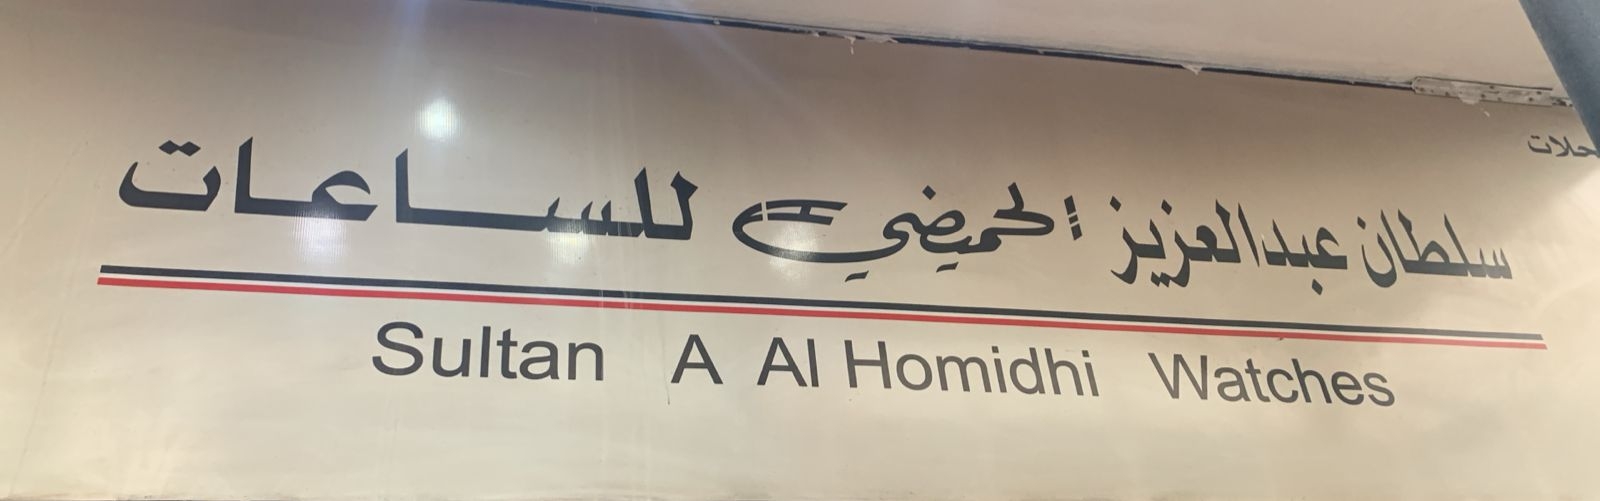 محلات
سلطان عبدالعزيز الحميضي للساعات
Sultan A Al Homidhi Watches